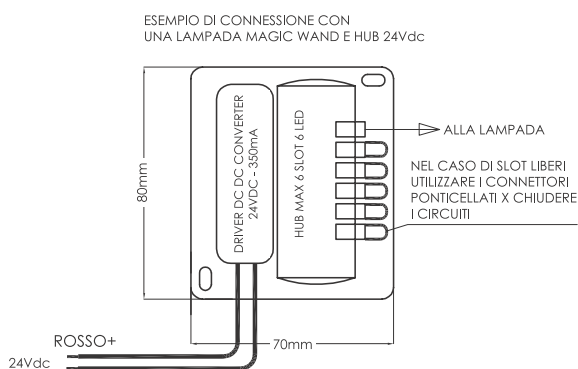 ESEMPIO DI CONNESSIONE CON
UNA LAMPADA MAGIC WAND E HUB 24Vdc
80mm
DRIVER DC DC CONVERTER
24VDC - 350mA
HUB MAX 6 SLOT 6 LED
ALLA LAMPADA
NEL CASO DI SLOT LIBERI
UTILIZZARE I CONNETTORI
PONTICELLATI X CHIUDERE
I CIRCUITI
ROSSO+
70mm
24Vdc